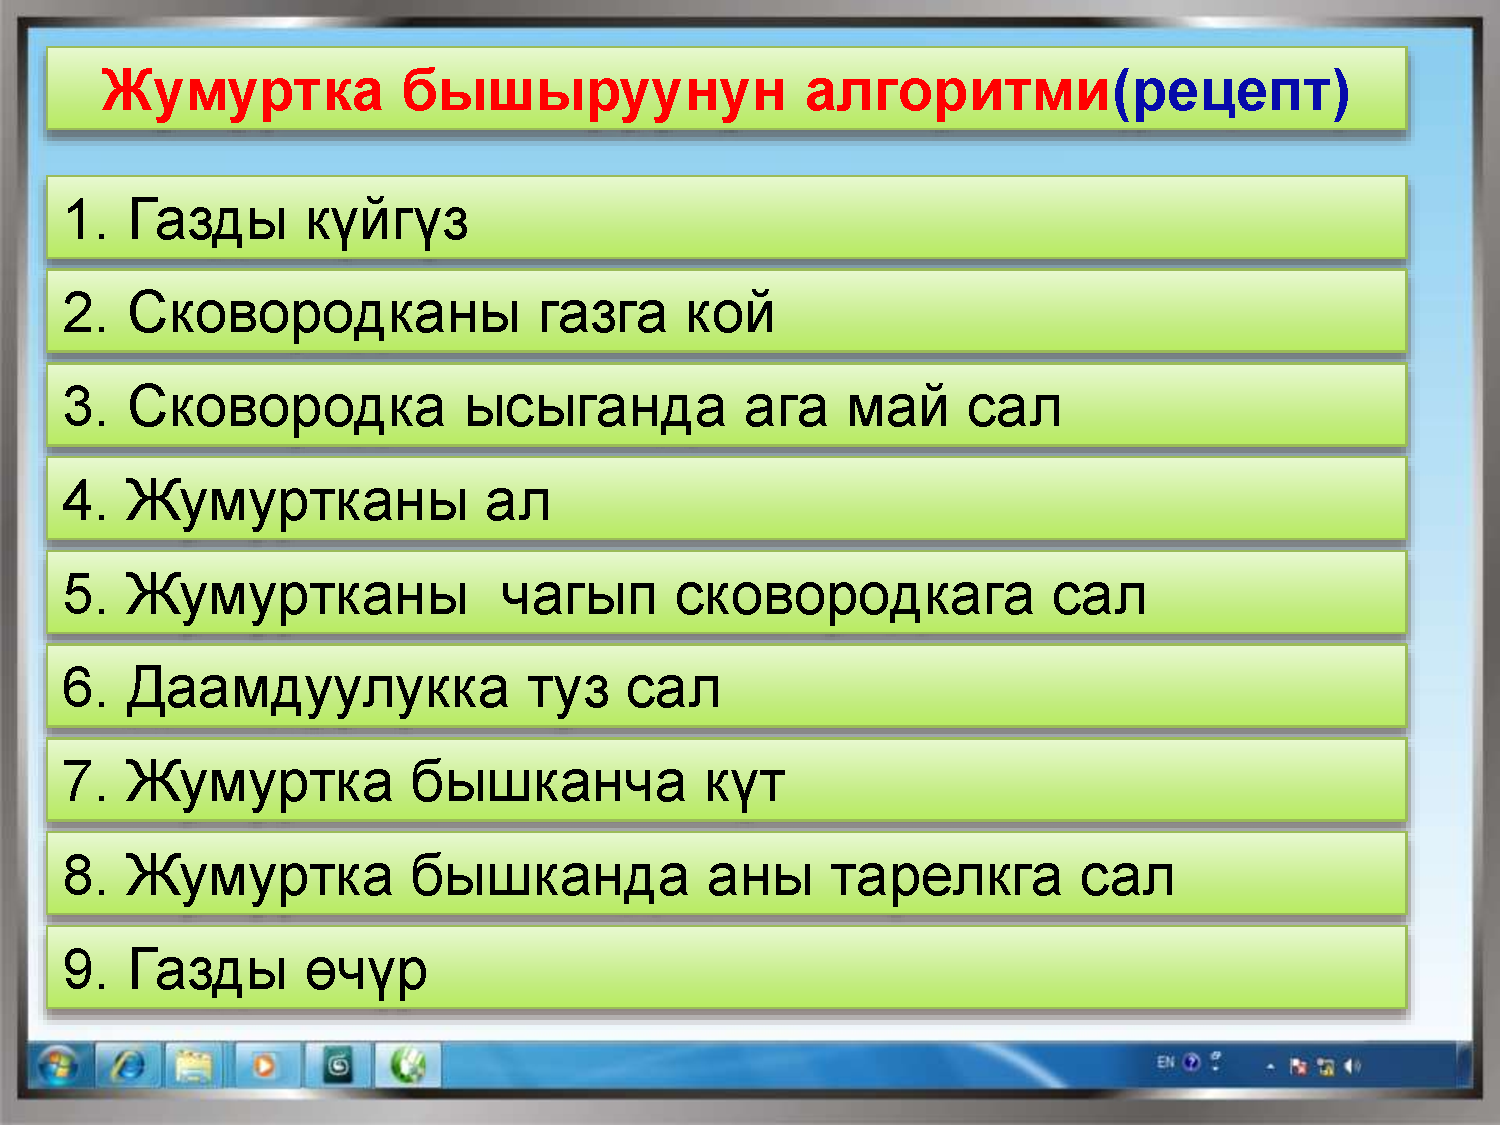 Жумуртка бышыруунун алгоритми(рецепт)
1. Газды күйгүз
2. Сковородканы газга кой
3. Сковородка ысыганда ага май сал
4. Жумуртканы ал
5. Жумуртканы чагып сковородкага сал
6. Даамдуулукка туз сал
7. Жумуртка бышканча күт
8. Жумуртка бышканда аны тарелкга сал
9. Газды өчүр
EN